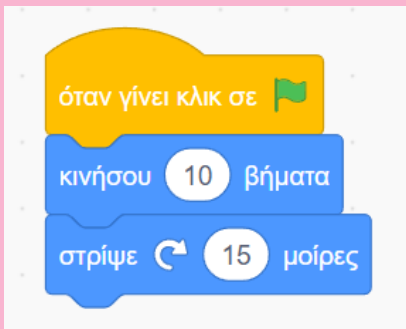 όταν γίνει κλικ σε
κινήσου 10 βήματα
στρίψε 15 μοίρες